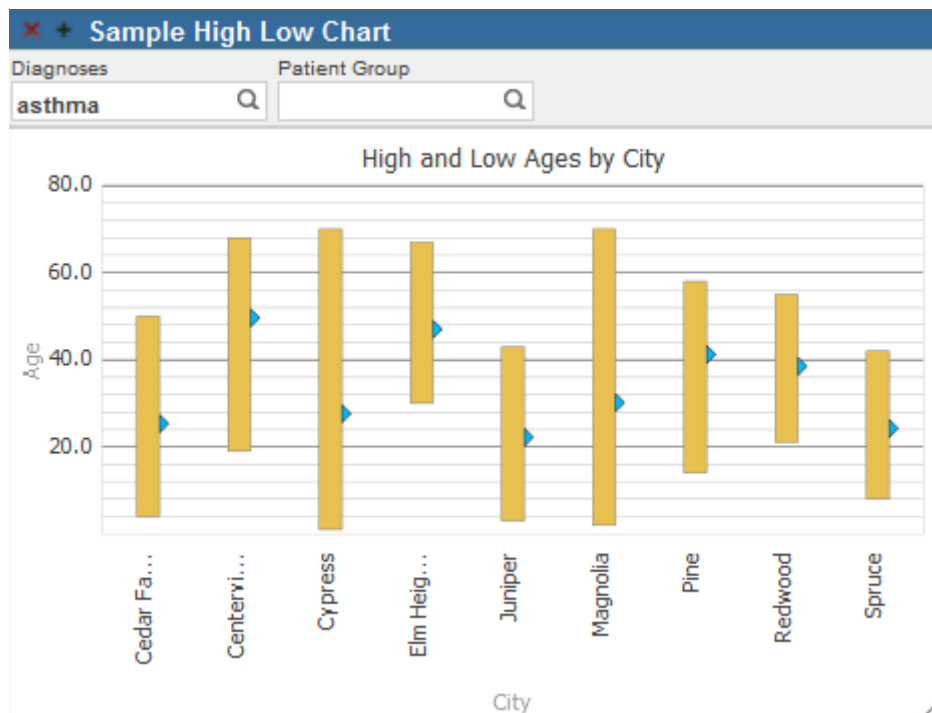 Sample High Low Chart
Diagnoses
Patient Group
asthma
High and Low Ages by City
80.0
60.0
40.0
20.0
Age
Cedar Fa...
Centervi...
Cypress
Elm Heig...
Juniper
Magnolia
Pine
Redwood
Spruce
City